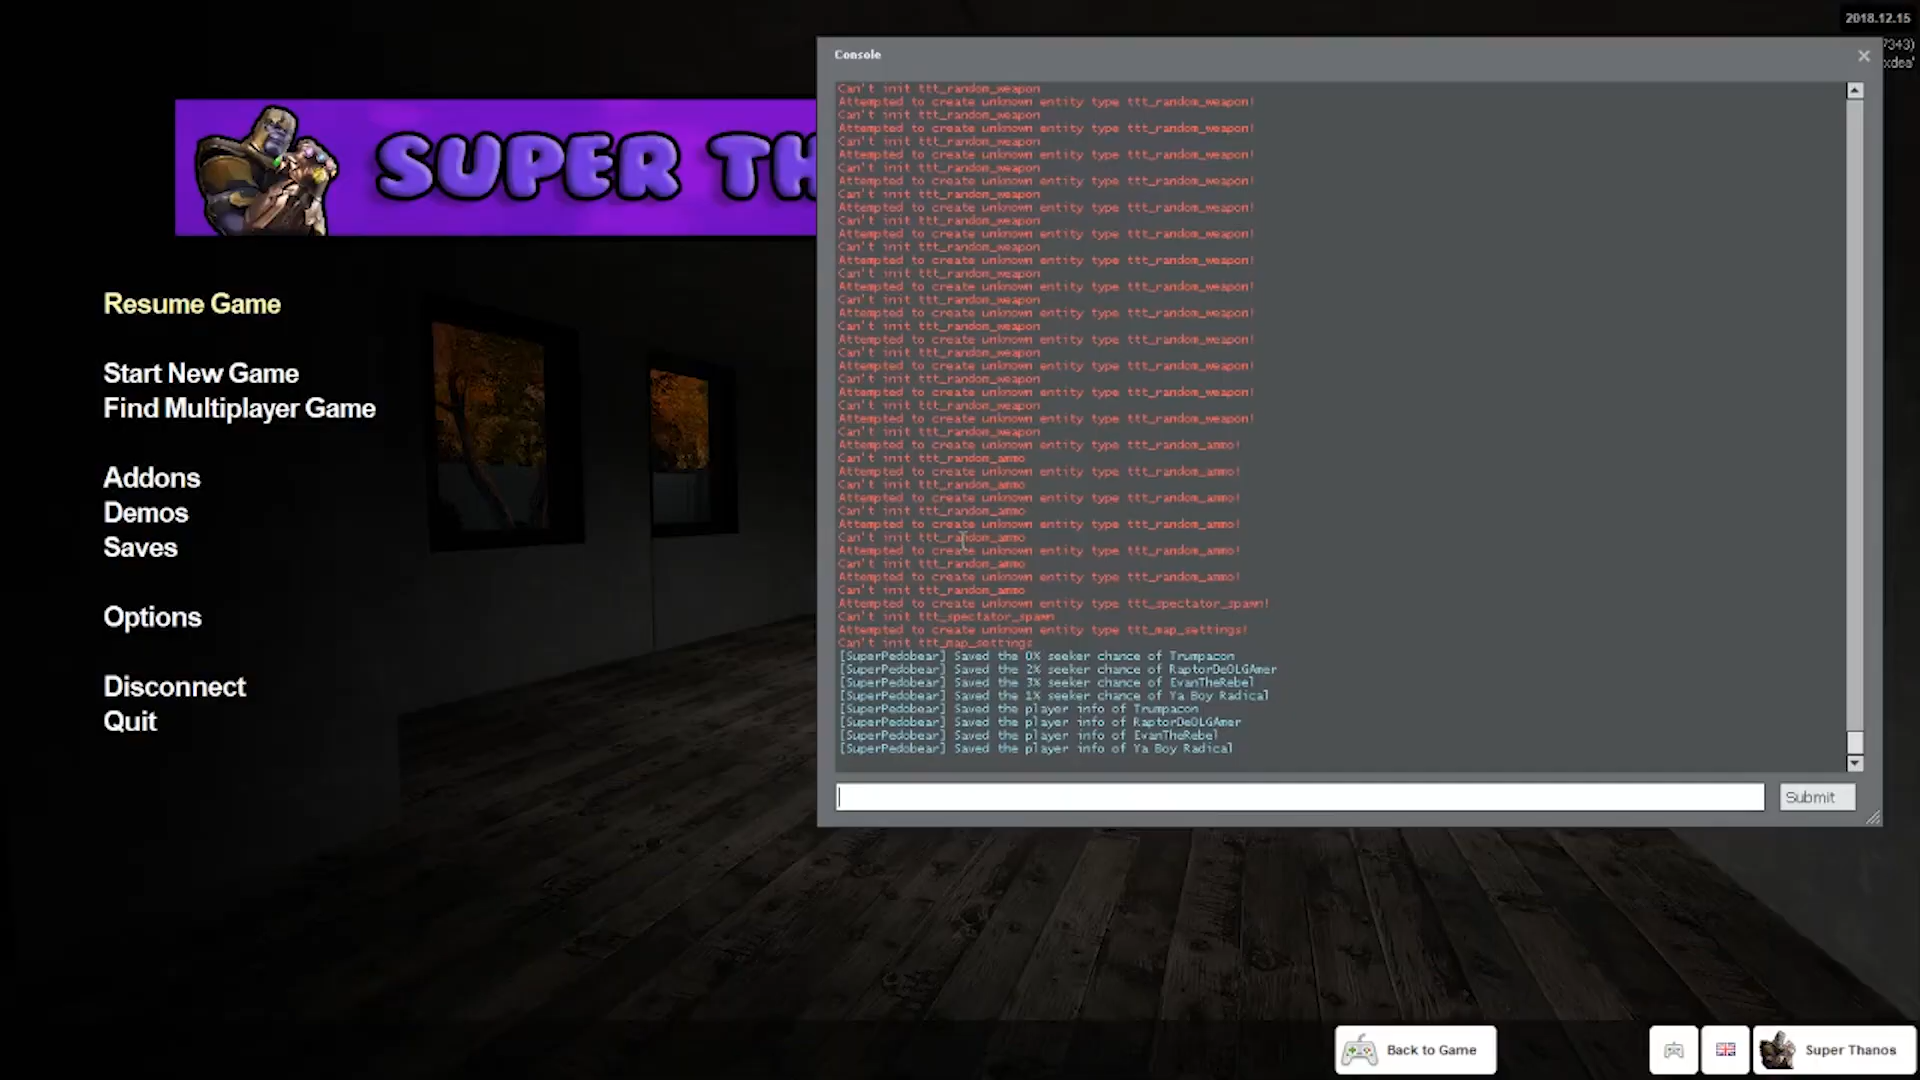 2018.12.15
7343)
xdea'
SUPER TH
Resume Game
Start New Game
Find Multiplayer Game
Addons
Demos
Saves
Options
Disconnect
Quit
Console
Can't init ttt_random_weapon
Attempted to create unknown entity type ttt_random_weapon!
Can't init ttt_random_weapon
Attempted to create unknown entity type ttt_random_weapon!
Can't init ttt_random_weapon
Attempted to create unknown entity type ttt_random_weapon!
Can't init ttt_random_weapon
Attempted to create unknown entity type ttt_random_weapon!
Can't init ttt_random_weapon
Attempted to create unknown entity type ttt_random_weapon!
Can't init ttt_random_weapon
Attempted to create unknown entity type ttt_random_weapon!
Can't init ttt_random_weapon
Attempted to create unknown entity type ttt_random_weapon!
Can't init ttt_random_weapon
Attempted to create unknown entity type ttt_random_weapon!
Can't init ttt_random_weapon
Attempted to create unknown entity type ttt_random_weapon!
Can't init ttt_random_weapon
Attempted to create unknown entity type ttt_random_weapon!
Can't init ttt_random_weapon
Attempted to create unknown entity type ttt_random_weapon!
Can't init ttt_random_weapon
Attempted to create unknown entity type ttt_random_weapon!
Can't init ttt_random_weapon
Attempted to create unknown entity type ttt_random_weapon!
Can't init ttt_random_weapon
Attempted to create unknown entity type ttt_random_ammo!
Can't init ttt_random_ammo
Attempted to create unknown entity type ttt_random_ammo!
Can't init ttt_random_ammo
Attempted to create unknown entity type ttt_random_ammo!
Can't init ttt_random_ammo
Attempted to create unknown entity type ttt_random_ammo!
Can't init ttt_random_ammo
Attempted to create unknown entity type ttt_random_ammo!
Can't init ttt_random_ammo
Attempted to create unknown entity type ttt_random_ammo!
Can't init ttt_random_ammo
Attempted to create unknown entity type ttt_spectator_spawn!
Can't init ttt_spectator_spawn
Attempted to create unknown entity type ttt_map_settings!
Can't init ttt_map_settings
[SuperPedobear] Saved the 0% seeker chance of Trumpacon
[SuperPedobear] Saved the 2% seeker chance of RaptorDeOLGAmer
[SuperPedobear] Saved the 3% seeker chance of EvanTheRebel
[SuperPedobear] Saved the 1% seeker chance of Ya Boy Radical
[SuperPedobear] Saved the player info of Trumpacon
[SuperPedobear] Saved the player info of RaptorDeOLGAmer
[SuperPedobear] Saved the player info of EvanTheRebel
[SuperPedobear] Saved the player info of Ya Boy Radical
Submit
Back to Game
Super Thanos